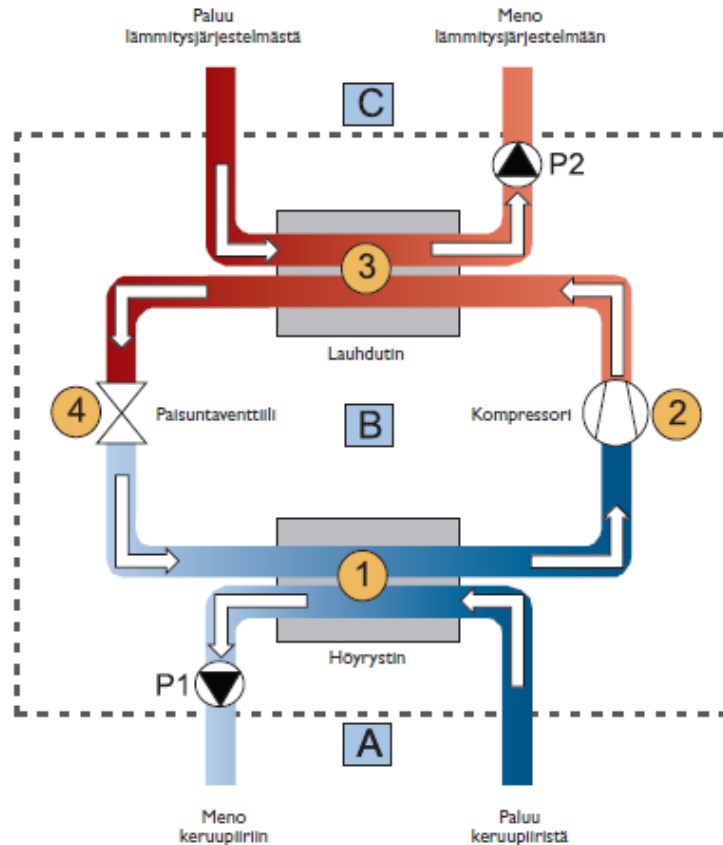 Paluu
lämmitysjärjestelmästä
Meno
lämmitysjärjestelmään
C
P2
3
Lauhdutin
4
Paisuntaventtiili
B
Kompressori
2
1
Höyrystin
P1
A
Meno
keruupiiriin
Paluu
keruupiiristä